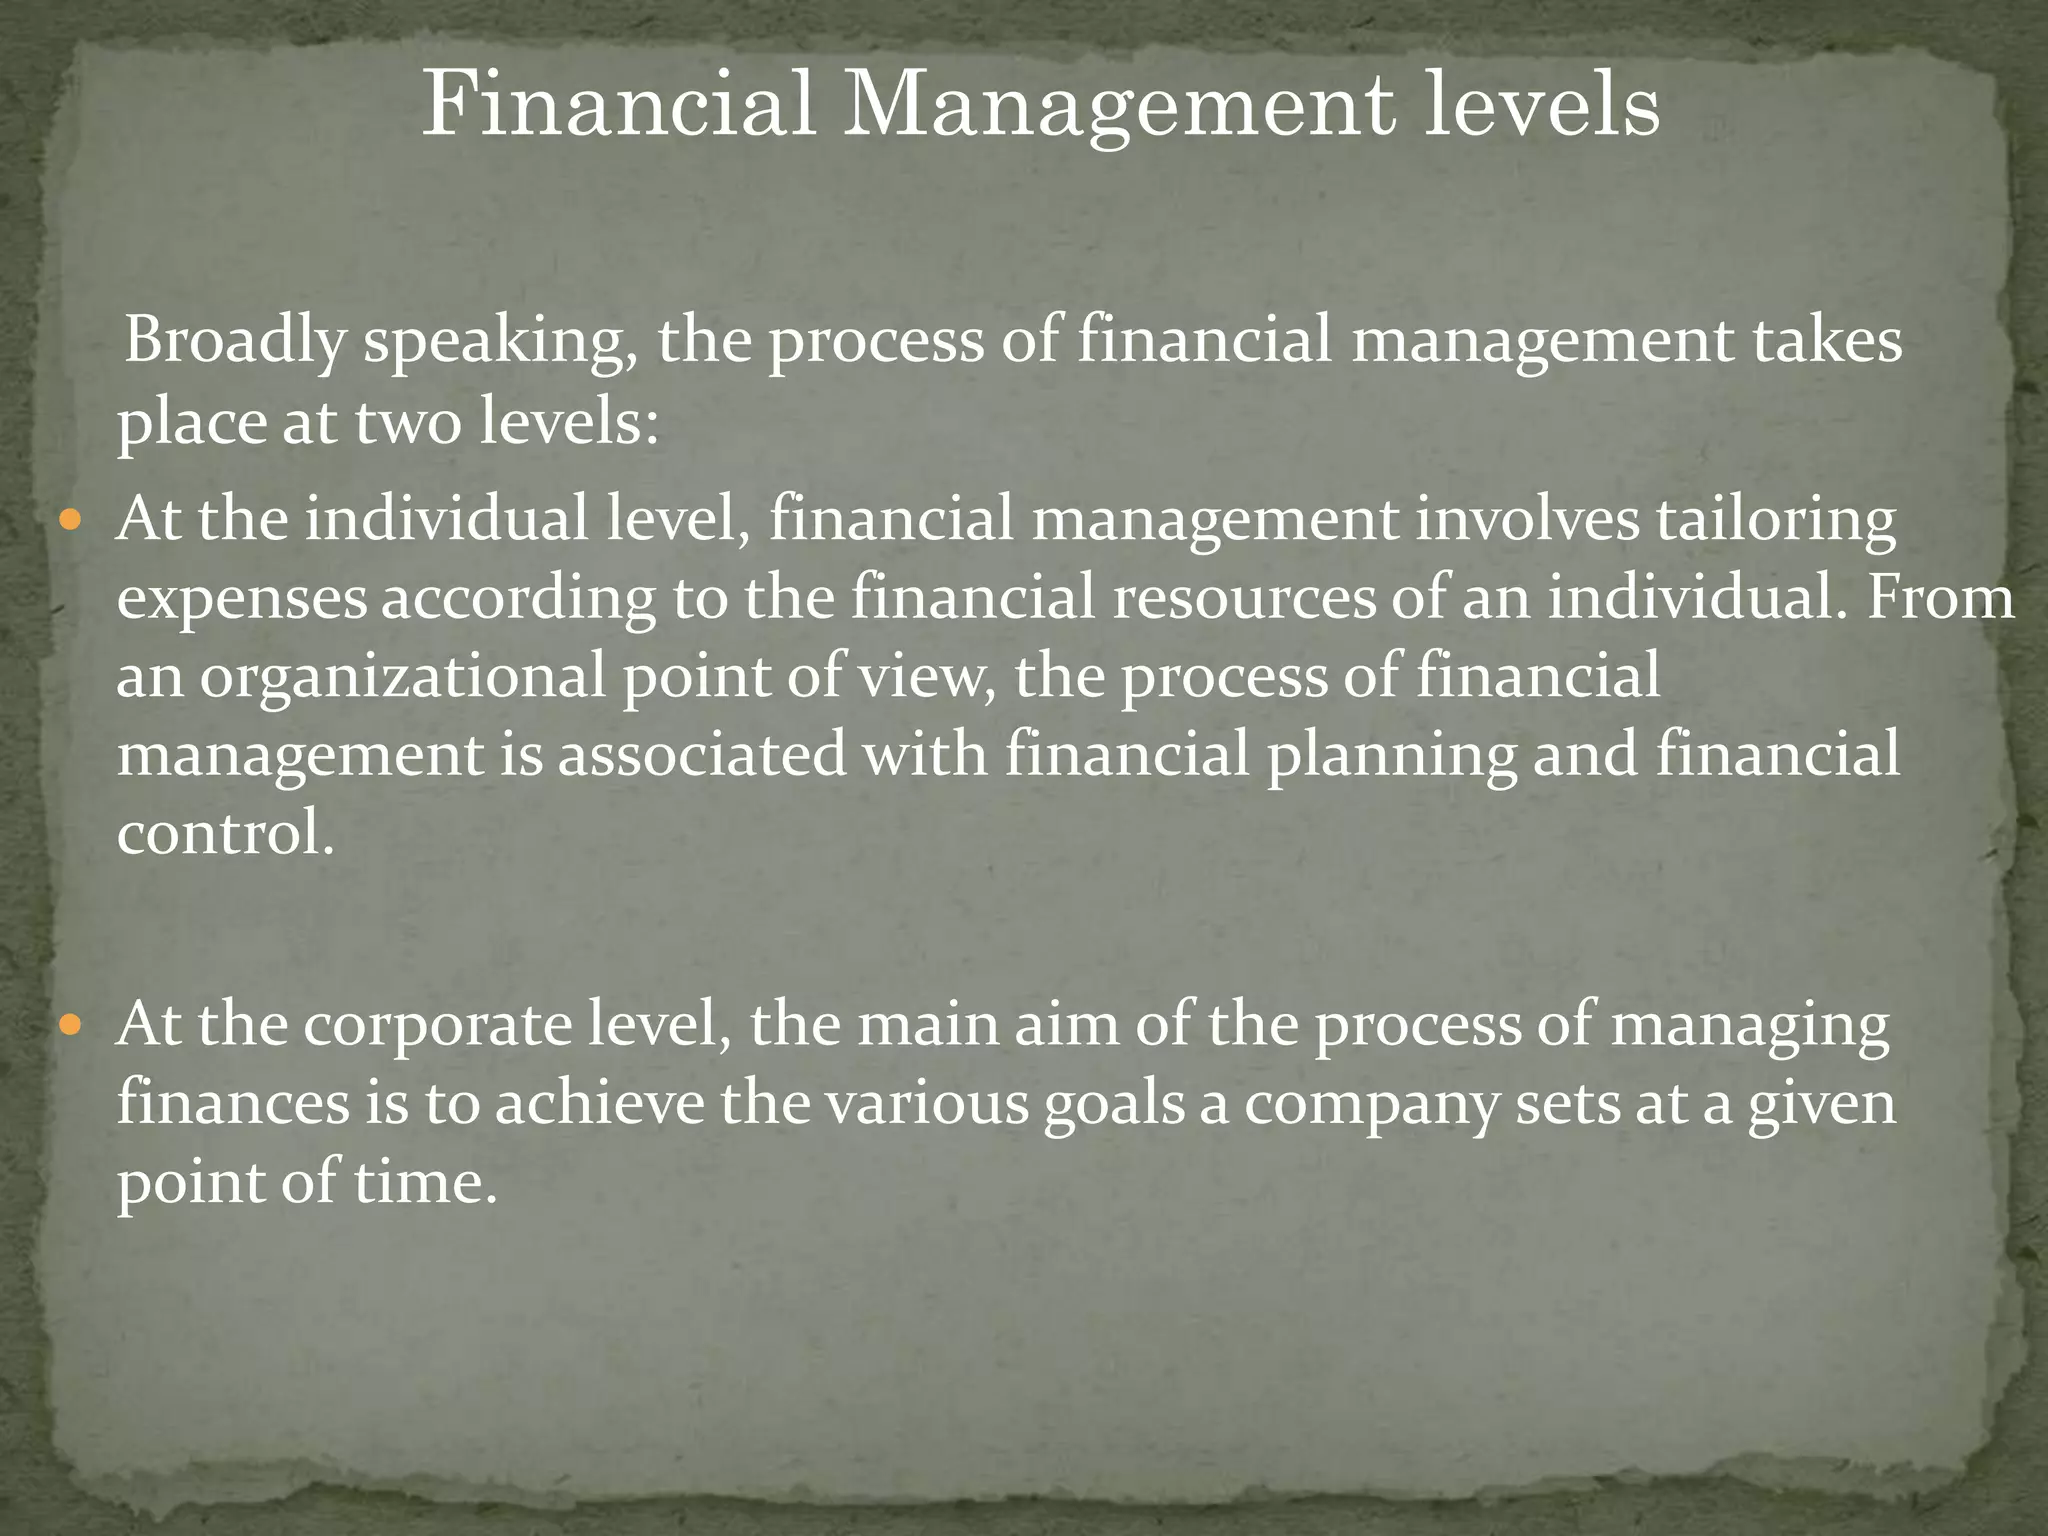 Financial Management levels
Broadly speaking, the process of financial management takes
place at two levels:
• At the individual level, financial management involves tailoring
expenses according to the financial resources of an individual. From
an organizational point of view, the process of financial
management is associated with financial planning and financial
control.
• At the corporate level, the main aim of the process of managing
finances is to achieve the various goals a company sets at a given
point of time.